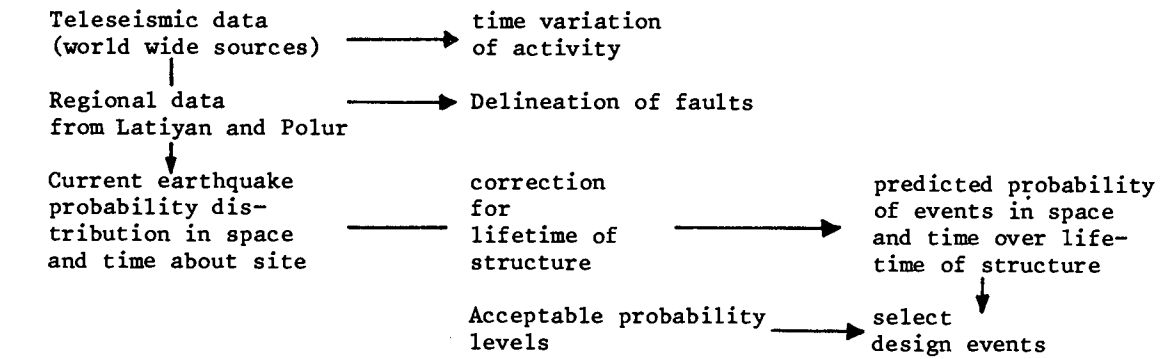 Teleseismic data
(world wide sources)
time variation
of activity
Regional data
from Latiyan and Polur
Delineation of faults
Current earthquake
probability dis-
tribution in space
and time about site
correction
for
lifetime of
structure
predicted probability
of events in space
and time over life-
time of structure
Acceptable probability
levels
select
design events